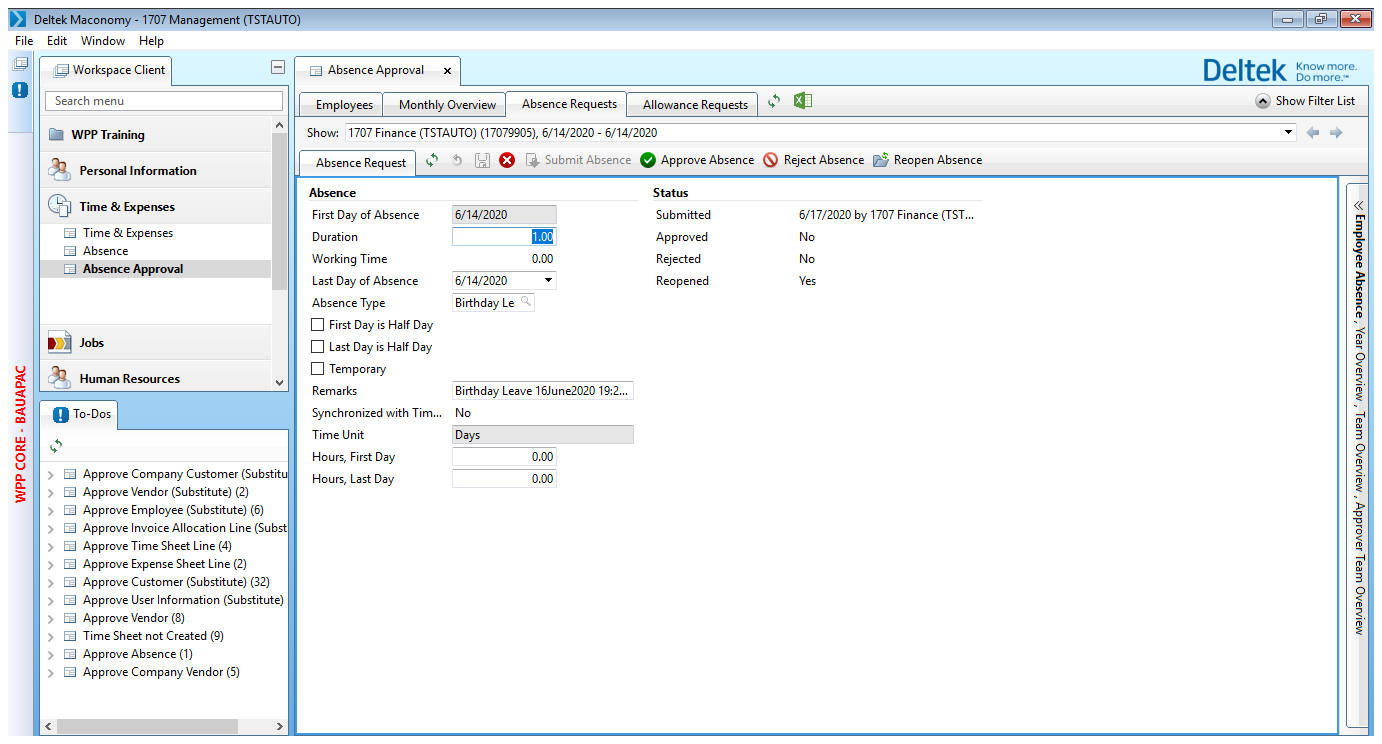 Deltek Maconomy - 1707 Management (TSTAUTO)
File Edit Window Help
WPP CORE - BAUAPAC
Workspace Client
Search menu
WPP Training
Personal Information
Time & Expenses
Time & Expenses
Absence
Absence Approval
Jobs
Human Resources
To-Dos
Approve Company Customer (Substitu
Approve Vendor (Substitute) (2)
Approve Employee (Substitute) (6)
Approve Invoice Allocation Line (Subst
Approve Time Sheet Line (4)
Approve Expense Sheet Line (2)
Approve Customer (Substitute) (32)
Approve User Information (Substitute)
Approve Vendor (8)
Time Sheet not Created (9)
Approve Absence (1)
Approve Company Vendor (5)
Absence Approval x
Deltek Know more.
Do more.™
Employees Monthly Overview Absence Requests Allowance Requests Show Filter List
Show: 1707 Finance (TSTAUTO) (17079905), 6/14/2020 - 6/14/2020
Absence Request Submit Absence Approve Absence Reject Absence Reopen Absence
Absence
First Day of Absence 6/14/2020
Duration 1.00
Working Time 0.00
Last Day of Absence 6/14/2020
Absence Type Birthday Le
First Day is Half Day
Last Day is Half Day
Temporary
Remarks Birthday Leave 16June2020 19:2...
Synchronized with Tim... No
Time Unit Days
Hours, First Day 0.00
Hours, Last Day 0.00
Status
Submitted 6/17/2020 by 1707 Finance (TST...
Approved No
Rejected No
Reopened Yes
Employee Absence , Year Overview , Team Overview , Approver Team Overview